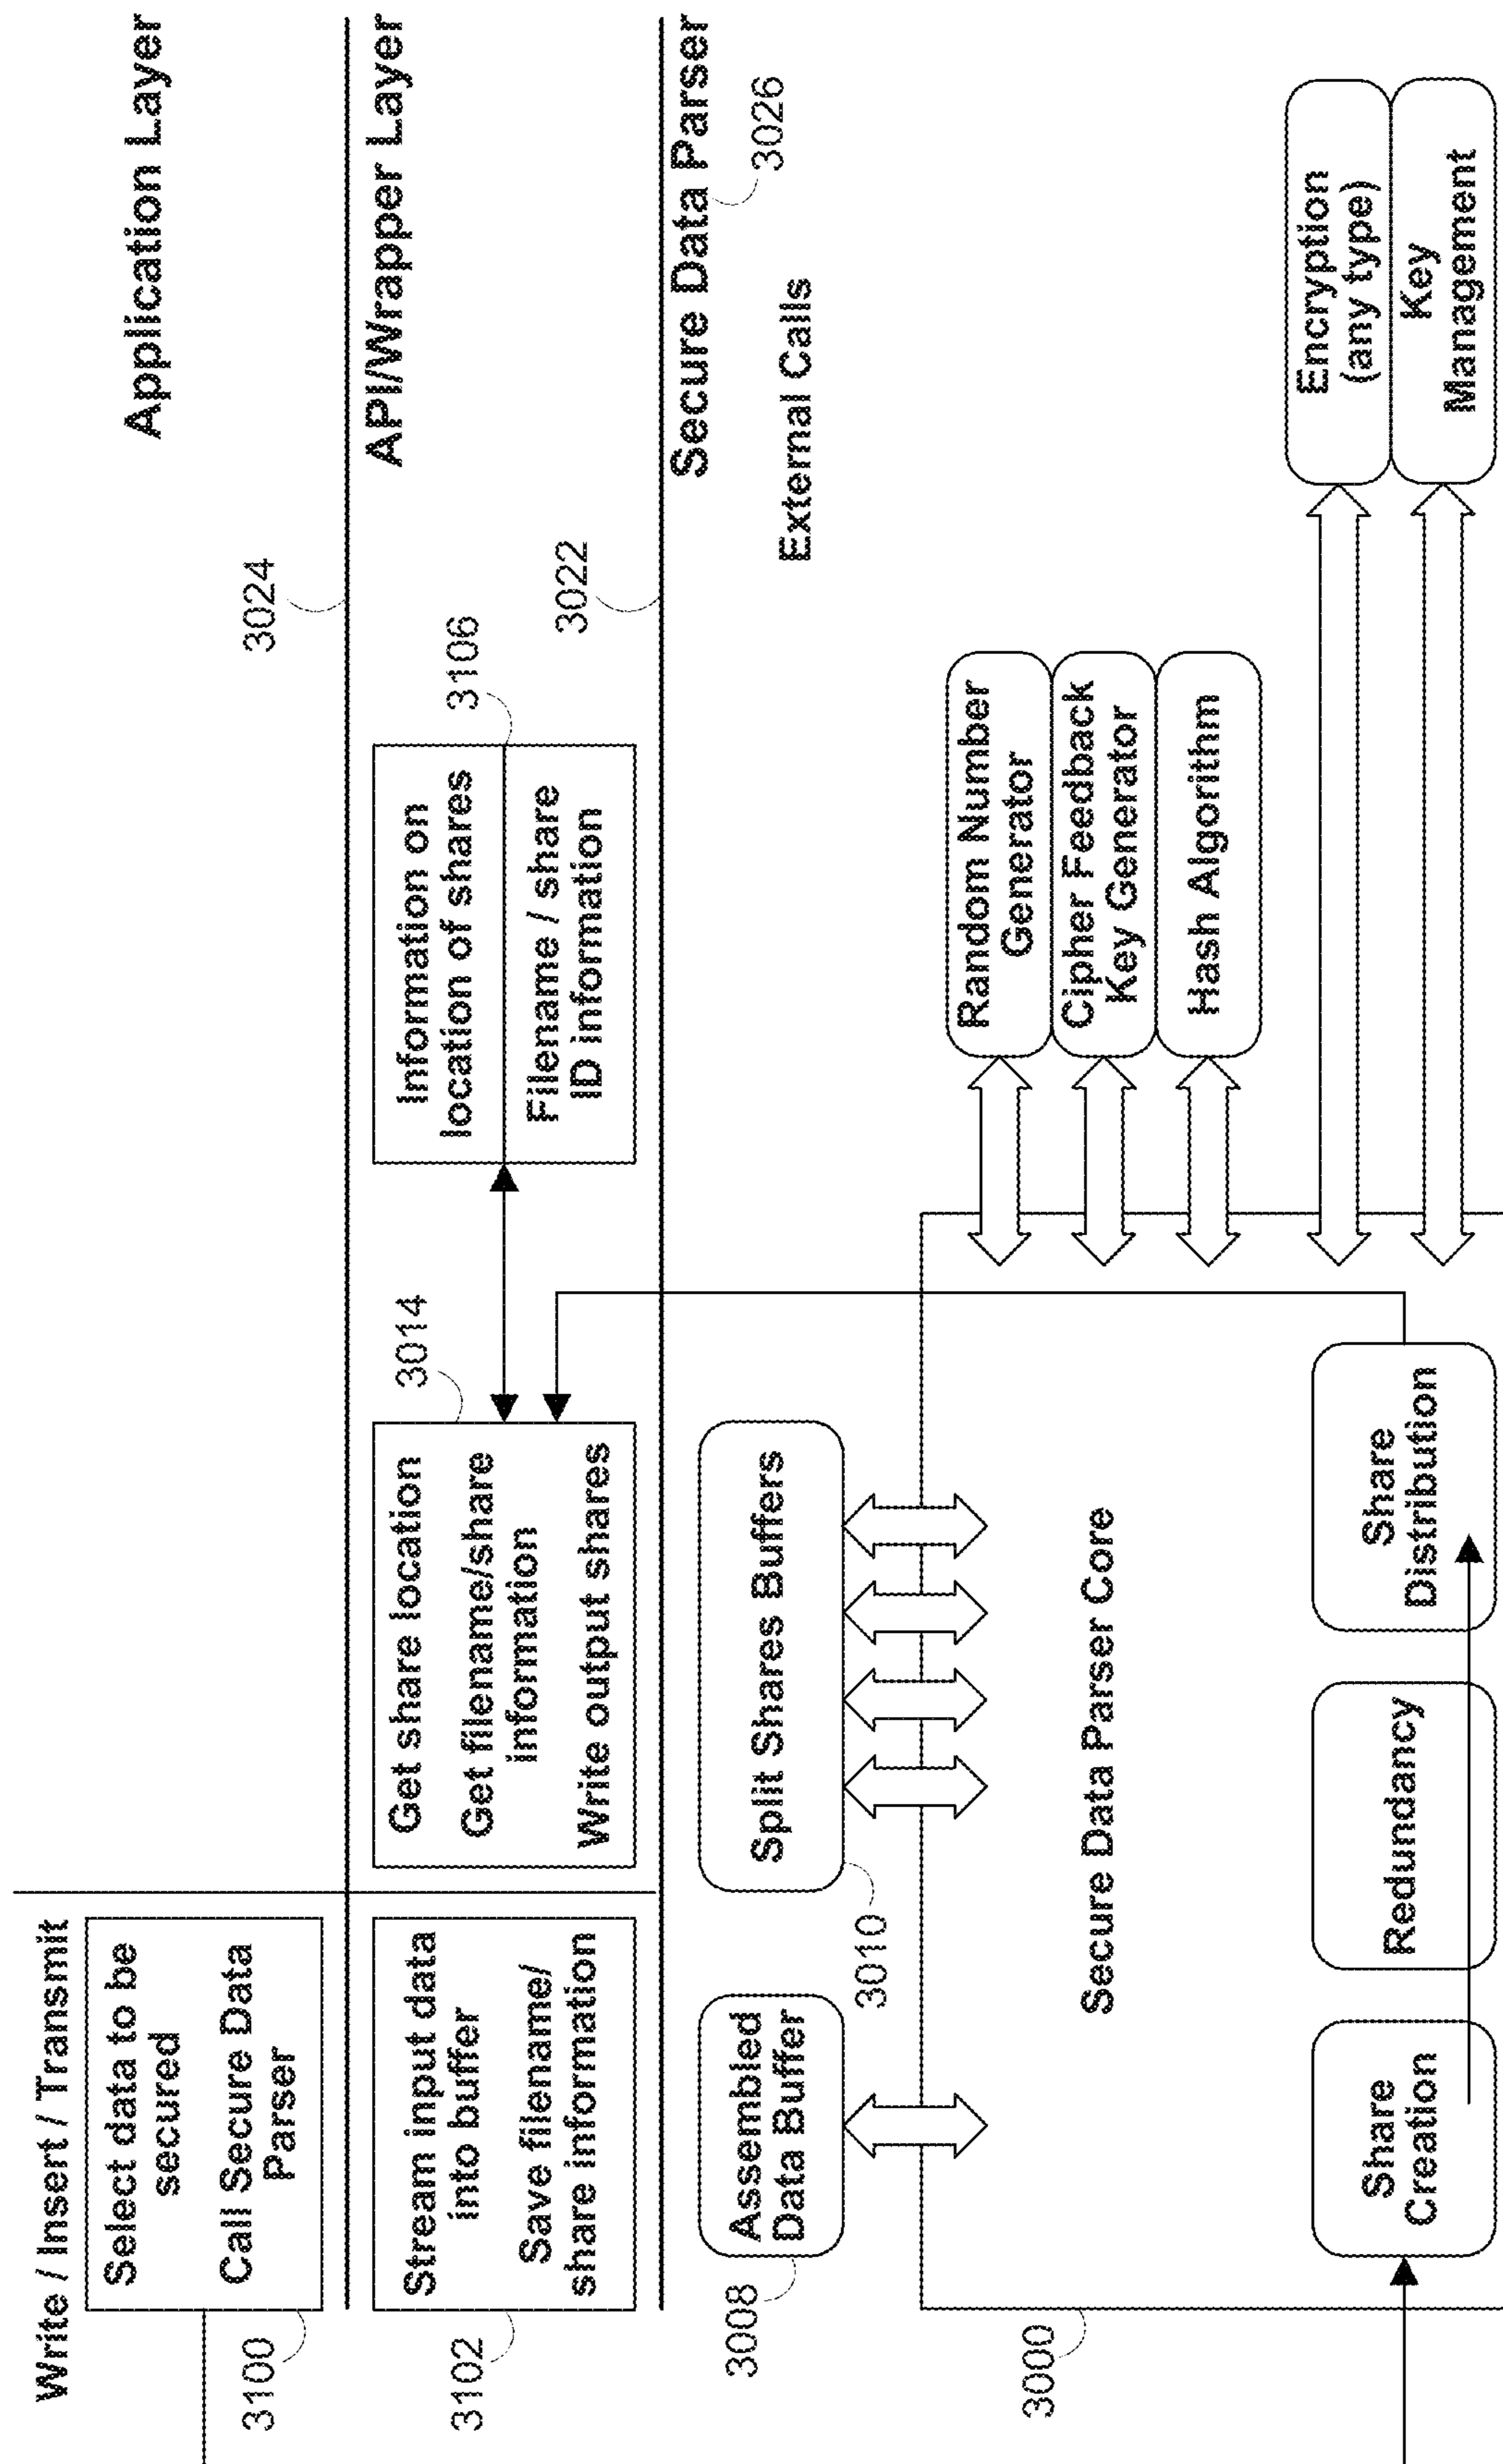 Write / Insert / Transmit
Application Layer
Select data to be
secured
Call Secure Data
Parser
3100
3024
API/Wrapper Layer
Stream input data
into buffer
Save filename/
share information
3102
Get share location
Get filename/share
information
Write output shares
3014
Information on
location of shares
Filename / share
ID information
3106
3022
Secure Data Parser
3026
External Calls
Assembled
Data Buffer
3008
Split Shares Buffers
3010
3000
Secure Data Parser Core
Random Number
Generator
Cipher Feedback
Key Generator
Hash Algorithm
Share
Creation
Redundancy
Share
Distribution
Encryption
(any type)
Key
Management